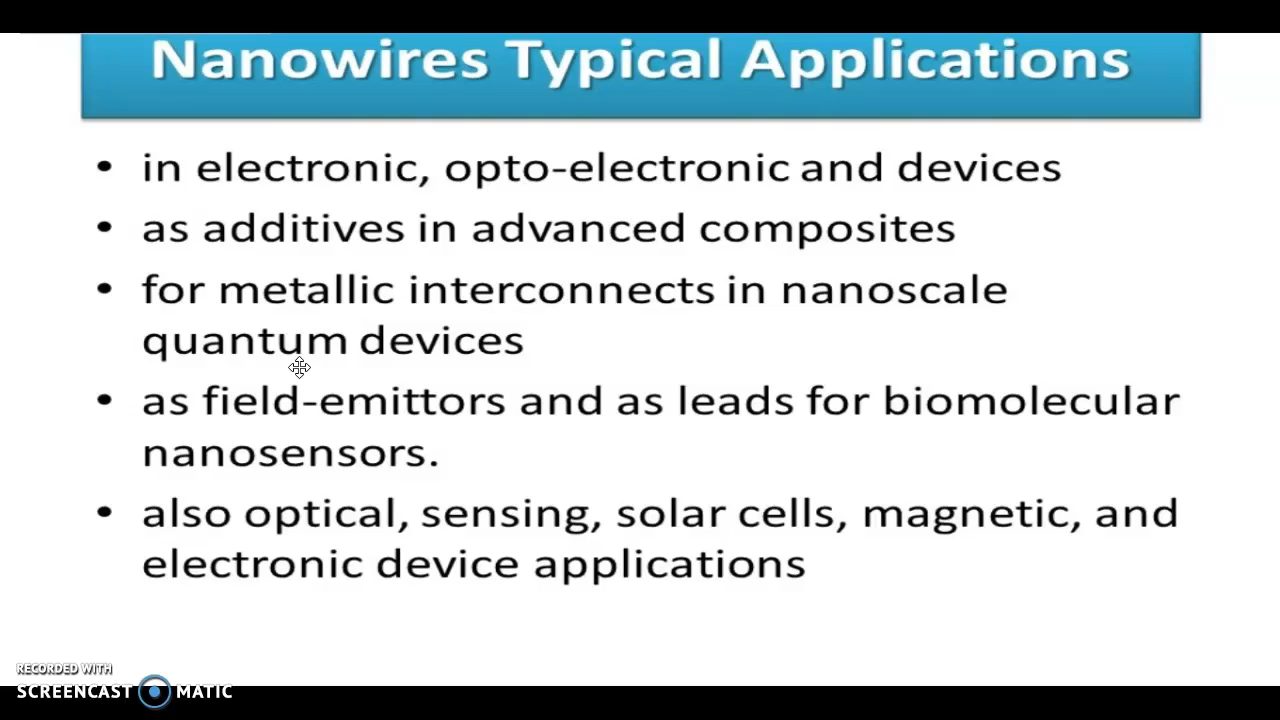 Nanowires Typical Applications
• in electronic, opto-electronic and devices
• as additives in advanced composites
• for metallic interconnects in nanoscale
quantum devices
• as field-emittors and as leads for biomolecular
nanosensors.
• also optical, sensing, solar cells, magnetic, and
electronic device applications
RECORDED WITH
SCREENCAST MATIC